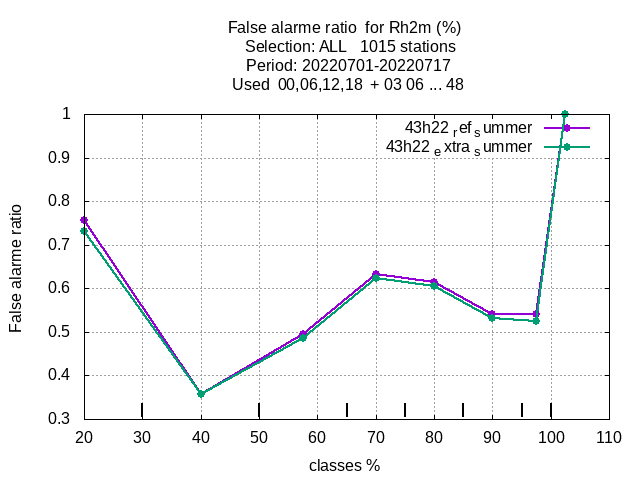 False alarme ratio for Rh2m (%)
Selection: ALL 1015 stations
Period: 20220701-20220717
Used 00,06,12,18 + 03 06 ... 48
43h22 ref summer
43h22 extra summer
1
0.9
0.8
0.7
0.6
0.5
0.4
0.3
False alarme ratio
20 30 40 50 60 70 80 90 100 110
classes %